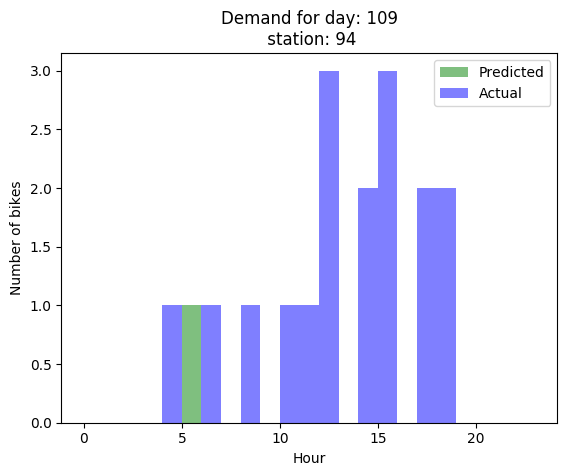 Demand for day: 109
station: 94
Predicted
Actual
3.0
2.5
2.0
1.5
1.0
0.5
0.0
Number of bikes
0
5
10
15
20
Hour